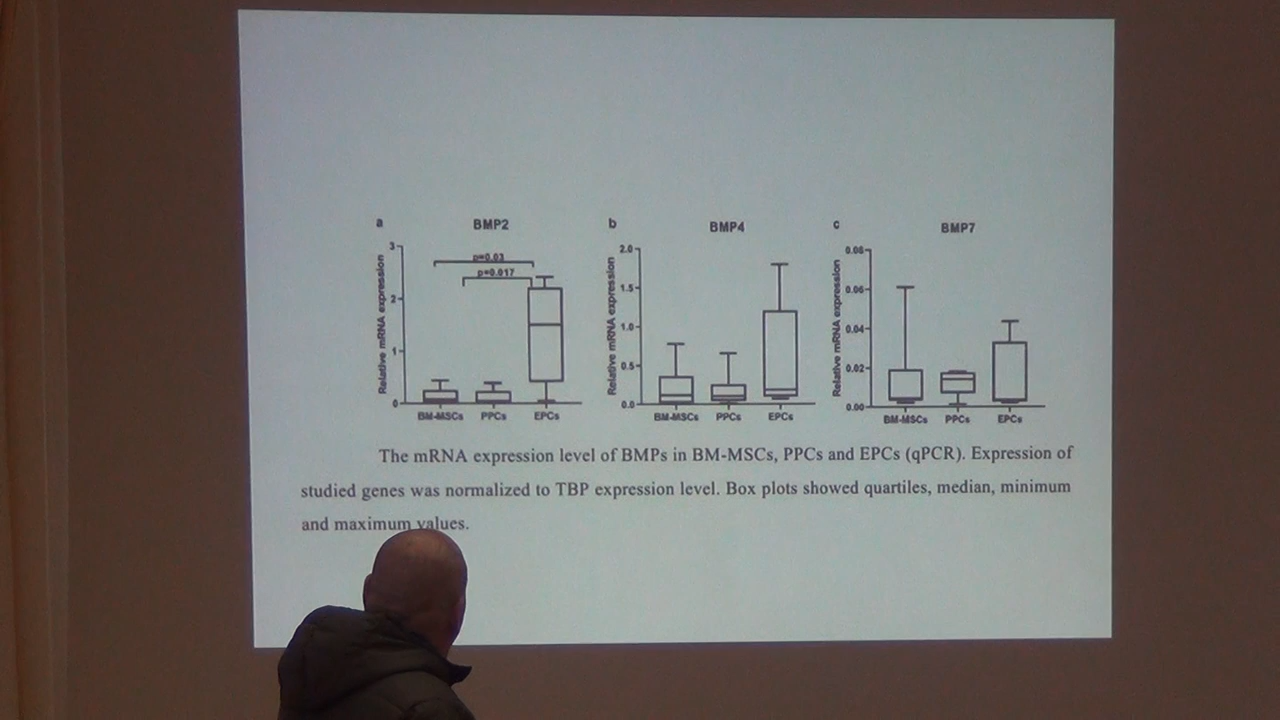 a BMP2 b BMP4 c BMP7
Relative mRNA expression
3
2
1
0
p=0.03
p=0.017
BM-MSCs PPCs EPCs
Relative mRNA expression
2.0
1.5
1.0
0.5
0.0
BM-MSCs PPCs EPCs
Relative mRNA expression
0.08
0.06
0.04
0.02
0.00
BM-MSCs PPCs EPCs
The mRNA expression level of BMPs in BM-MSCs, PPCs and EPCs (qPCR). Expression of
studied genes was normalized to TBP expression level. Box plots showed quartiles, median, minimum
and maximum values.